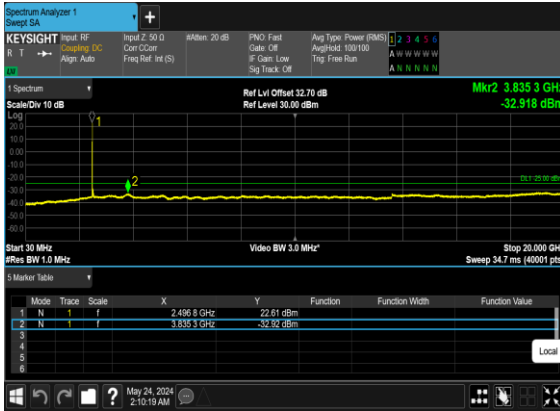 Spectrum Analyzer 1
Swept SA
+
KEYSIGHT Input: RF Input Z: 50 Ω #Atten: 20 dB PNO: Fast Avg Type: Power (RMS) 1 2 3 4 5 6
R T Coupling: DC Corr CCorr Gate: Off Avg|Hold: 100/100 A W W W W W
Align: Auto Freq Ref: Int (S) IF Gain: Low Trig: Free Run
Sig Track: Off A N N N N N
1 Spectrum Ref Lvl Offset 32.70 dB Mkr2 3.835 3 GHz
Scale/Div 10 dB Ref Level 30.00 dBm -32.918 dBm
Log
20.0
10.0
0.00
-10.0
-20.0
-30.0
-40.0
-50.0
-60.0
1
2
Start 30 MHz Video BW 3.0 MHz* Stop 20.000 GH
#Res BW 1.0 MHz Sweep 34.7 ms (40001 pts
5 Marker Table
Mode Trace Scale X Y Function Function Width Function Value
1 N 1 f 2.496 8 GHz 22.61 dBm
2 N 1 f 3.835 3 GHz -32.92 dBm
3
4
5
6
Local
May 24, 2024
2:10:19 AM